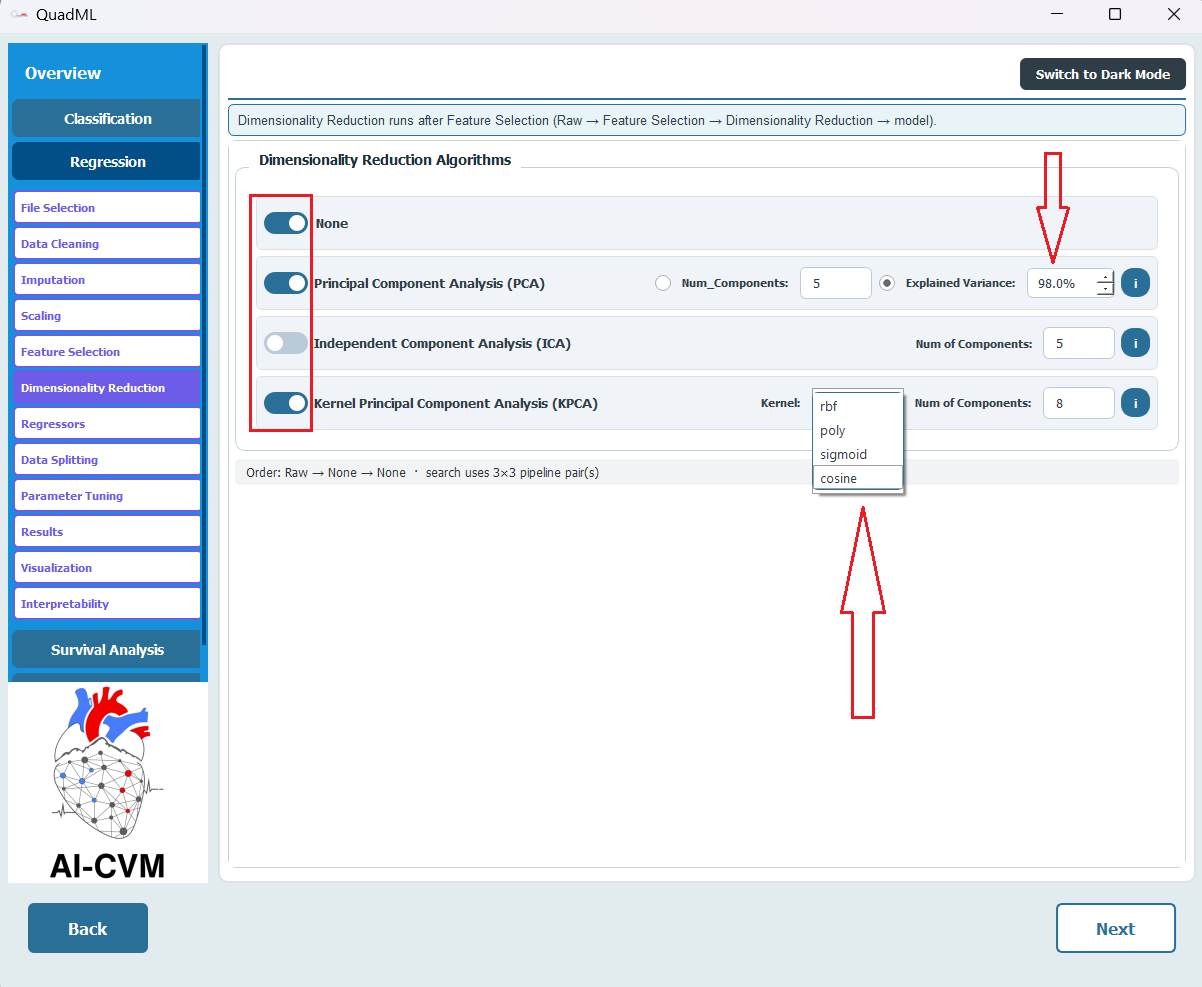 QuadML
Overview
Classification
Regression
File Selection
Data Cleaning
Imputation
Scaling
Feature Selection
Dimensionality Reduction
Regressors
Data Splitting
Parameter Tuning
Results
Visualization
Interpretability
Survival Analysis
AI-CVM
Switch to Dark Mode
Dimensionality Reduction runs after Feature Selection (Raw → Feature Selection → Dimensionality Reduction → model).
Dimensionality Reduction Algorithms
None
Principal Component Analysis (PCA) Num_Components: 5 Explained Variance: 98.0% i
Independent Component Analysis (ICA) Num of Components: 5 i
Kernel Principal Component Analysis (KPCA) Kernel: Num of Components: 8 i
rbf
poly
sigmoid
cosine
Order: Raw → None → None · search uses 3×3 pipeline pair(s)
Back
Next